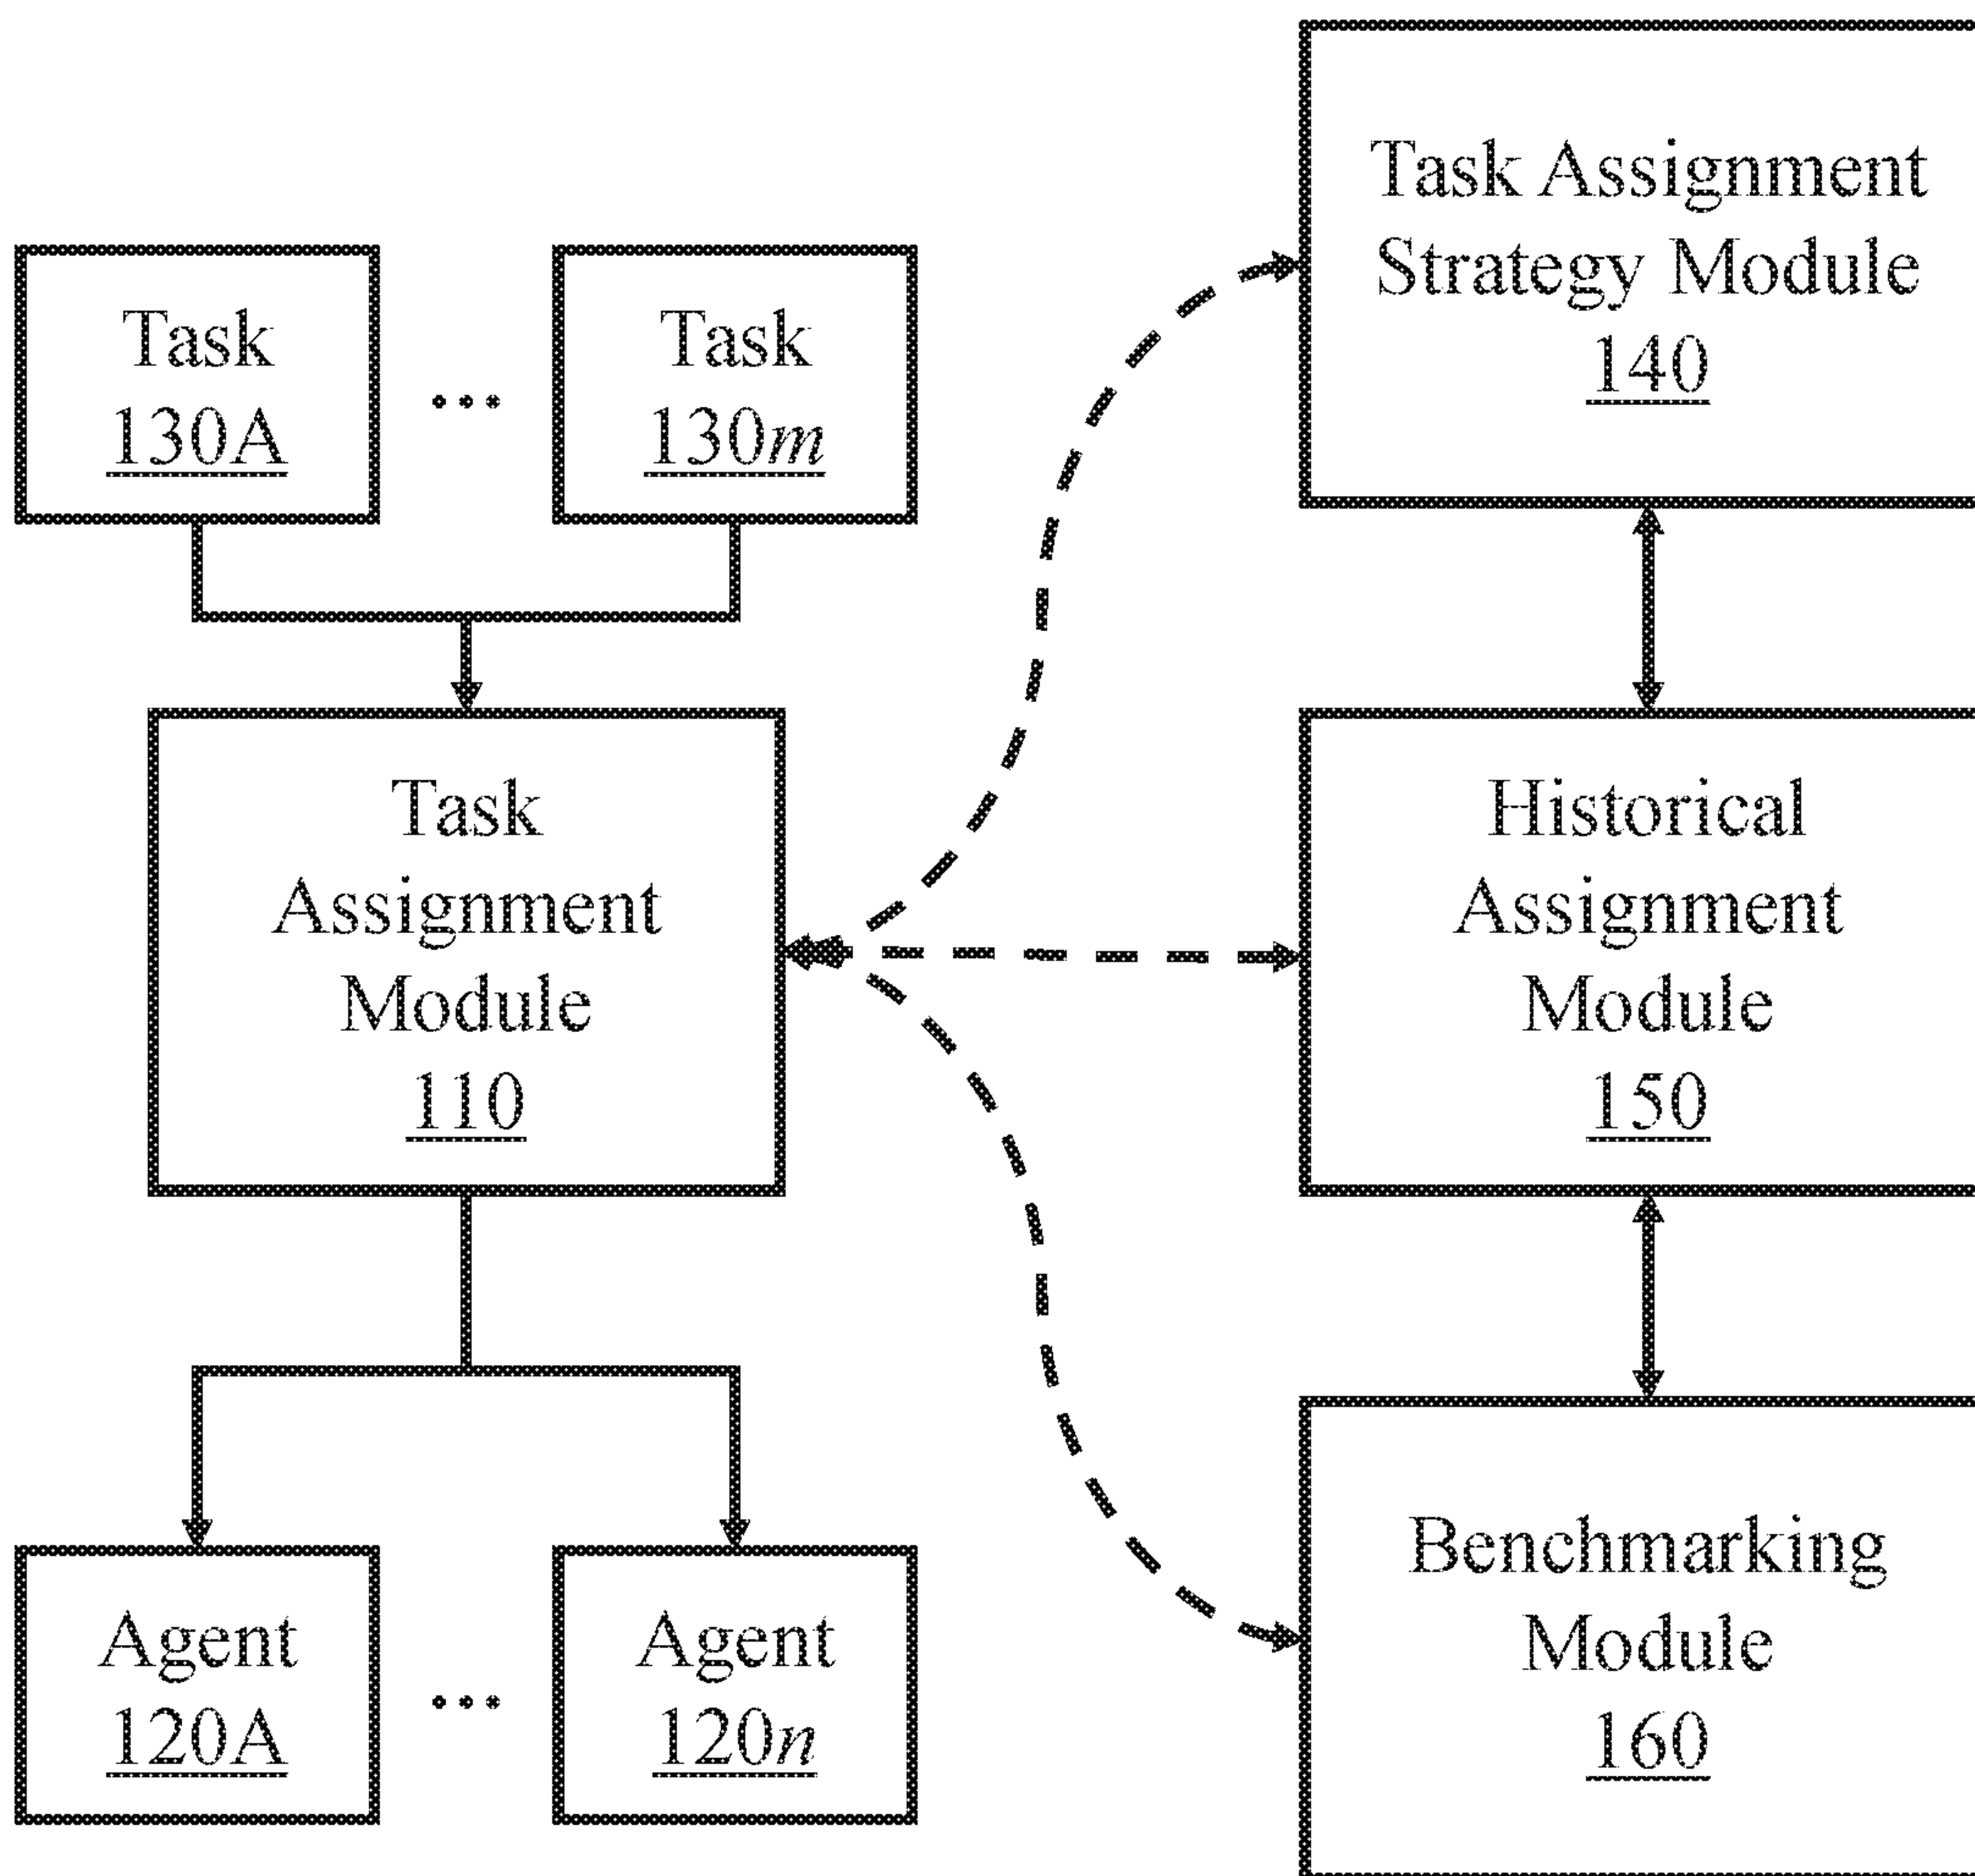 Task
130A
...
Task
130m
Task Assignment
Strategy Module
140
Task
Assignment
Module
110
Historical
Assignment
Module
150
Agent
120A
...
Agent
120n
Benchmarking
Module
160